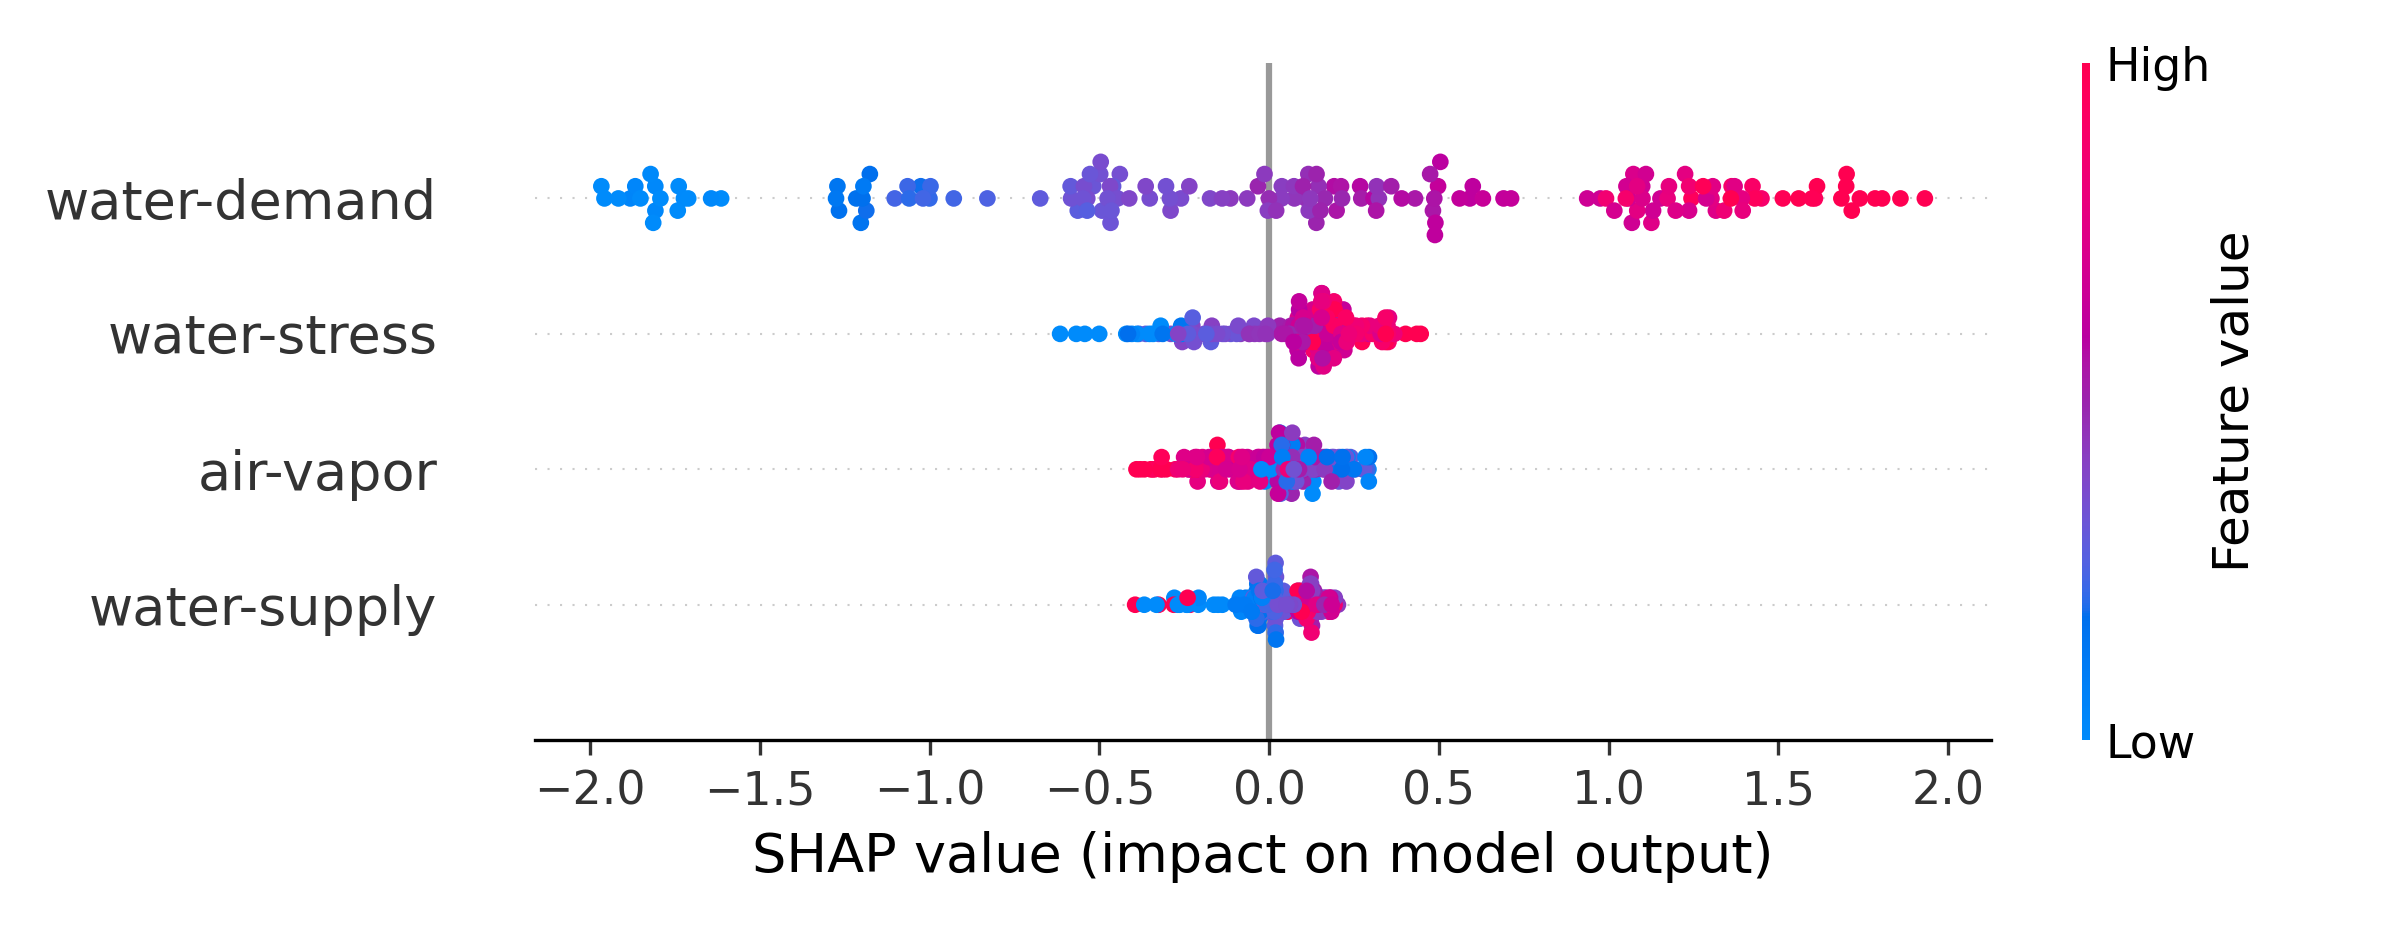 High
water-demand
water-stress
air-vapor
water-supply
Feature value
Low
−2.0 −1.5 −1.0 −0.5 0.0 0.5 1.0 1.5 2.0
SHAP value (impact on model output)